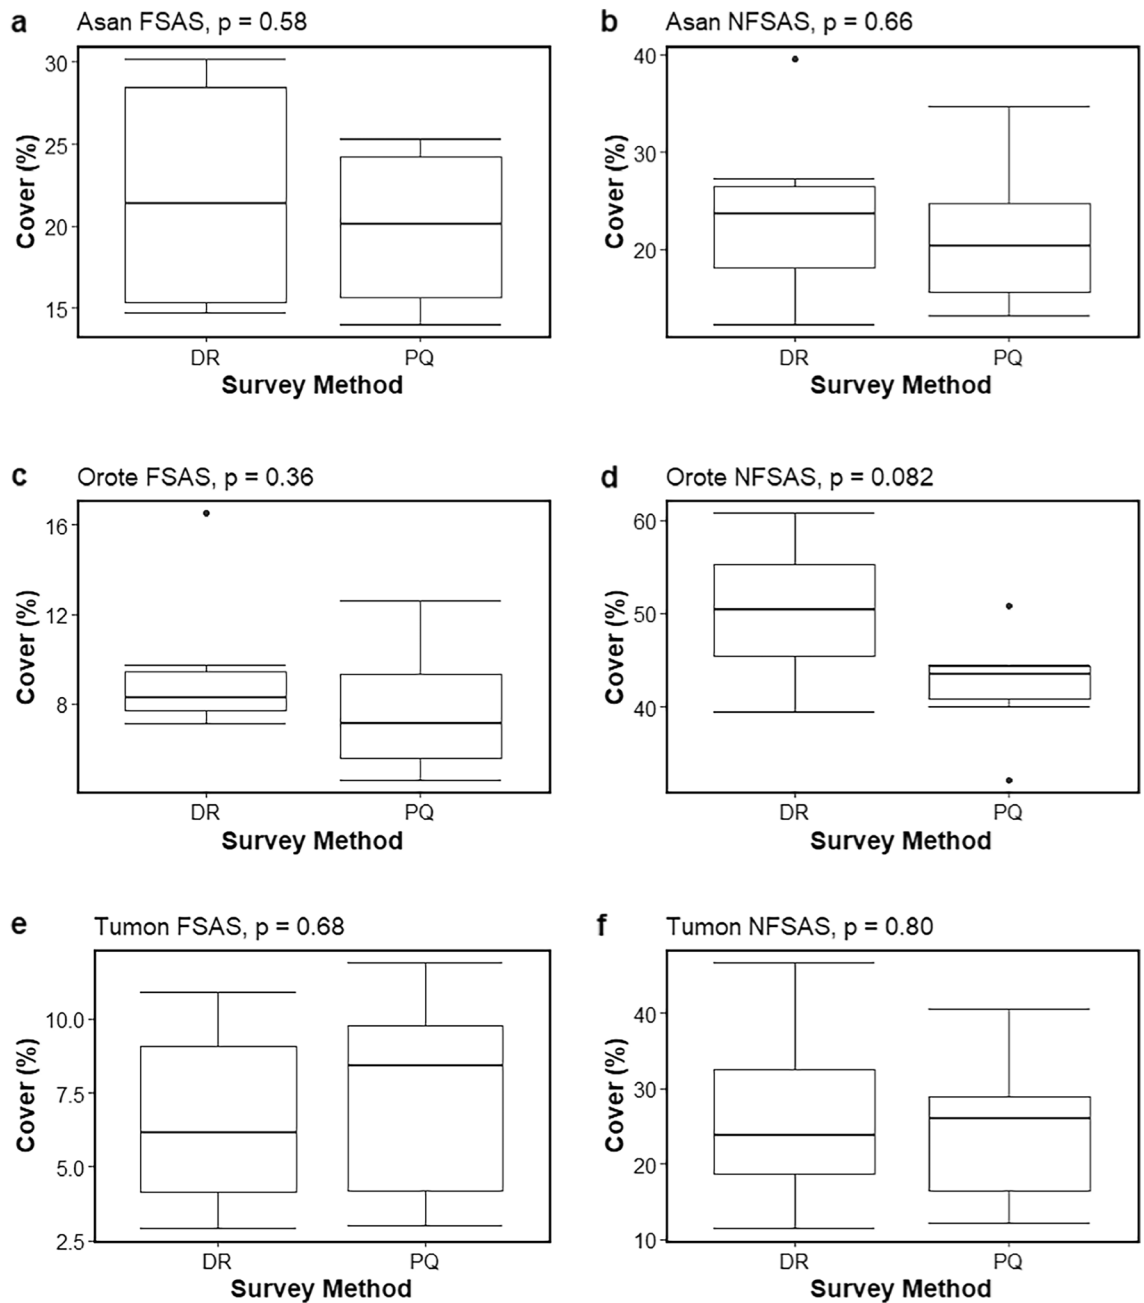 a Asan FSAS, p = 0.58
30
25
20
15
Cover (%)
DR PQ
Survey Method
b Asan NFSAS, p = 0.66
40
30
20
Cover (%)
DR PQ
Survey Method
c Orote FSAS, p = 0.36
16
12
8
Cover (%)
DR PQ
Survey Method
d Orote NFSAS, p = 0.082
60
50
40
Cover (%)
DR PQ
Survey Method
e Tumon FSAS, p = 0.68
10.0
7.5
5.0
2.5
Cover (%)
DR PQ
Survey Method
f Tumon NFSAS, p = 0.80
40
30
20
10
Cover (%)
DR PQ
Survey Method